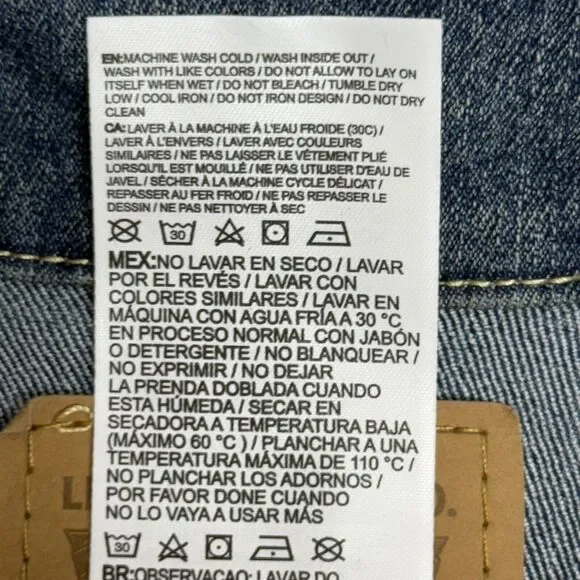 EN:MACHINE WASH COLD / WASH INSIDE OUT /
WASH WITH LIKE COLORS / DO NOT ALLOW TO LAY ON
ITSELF WHEN WET / DO NOT BLEACH / TUMBLE DRY
LOW / COOL IRON / DO NOT IRON DESIGN / DO NOT DRY
CLEAN
CA: LAVER À LA MACHINE À L'EAU FROIDE (30C) /
LAVER À L'ENVERS / LAVER AVEC COULEURS
SIMILAIRES / NE PAS LAISSER LE VÊTEMENT PLIÉ
LORSQU'IL EST MOUILLÉ / NE PAS UTILISER D'EAU DE
JAVEL / SÉCHER À LA MACHINE CYCLE DÉLICAT /
REPASSER AU FER FROID / NE PAS REPASSER LE
DESSIN / NE PAS NETTOYER À SEC
30
MEX:NO LAVAR EN SECO / LAVAR
POR EL REVÉS / LAVAR CON
COLORES SIMILARES / LAVAR EN
MÁQUINA CON AGUA FRÍA A 30 °C
EN PROCESO NORMAL CON JABÓN
O DETERGENTE / NO BLANQUEAR /
NO EXPRIMIR / NO DEJAR
LA PRENDA DOBLADA CUANDO
ESTA HÚMEDA / SECAR EN
SECADORA A TEMPERATURA BAJA
(MÁXIMO 60 °C ) / PLANCHAR A UNA
TEMPERATURA MÁXIMA DE 110 °C /
NO PLANCHAR LOS ADORNOS /
POR FAVOR DONE CUANDO
NO LO VAYA A USAR MÁS
30
BR:OBSERVAÇÃO: LAVAR DO